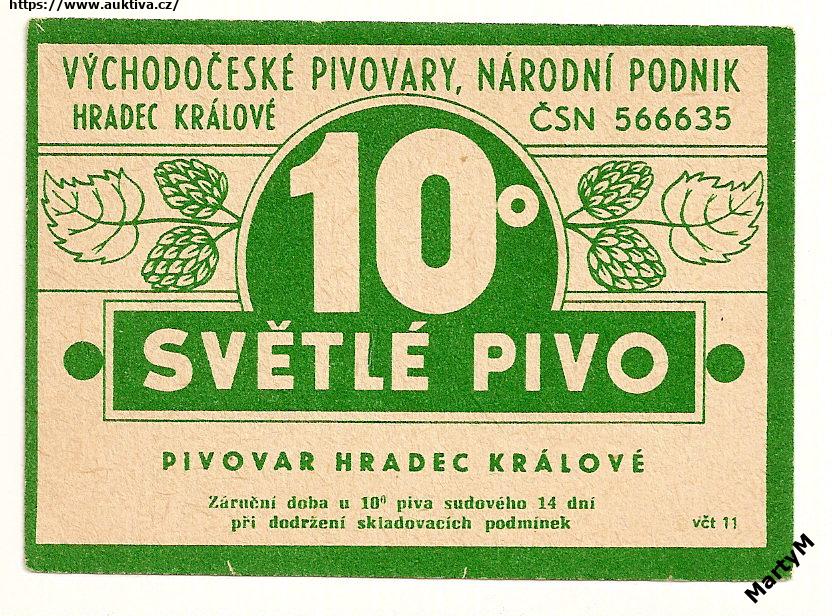 https://www.auktiva.cz/
VÝCHODOČESKÉ PIVOVARY, NÁRODNÍ PODNIK
HRADEC KRÁLOVÉ ČSN 566635
10°
SVĚTLÉ PIVO
PIVOVAR HRADEC KRÁLOVÉ
Záruční doba u 10° piva sudového 14 dní
při dodržení skladovacích podmínek
včt 11
MartyM